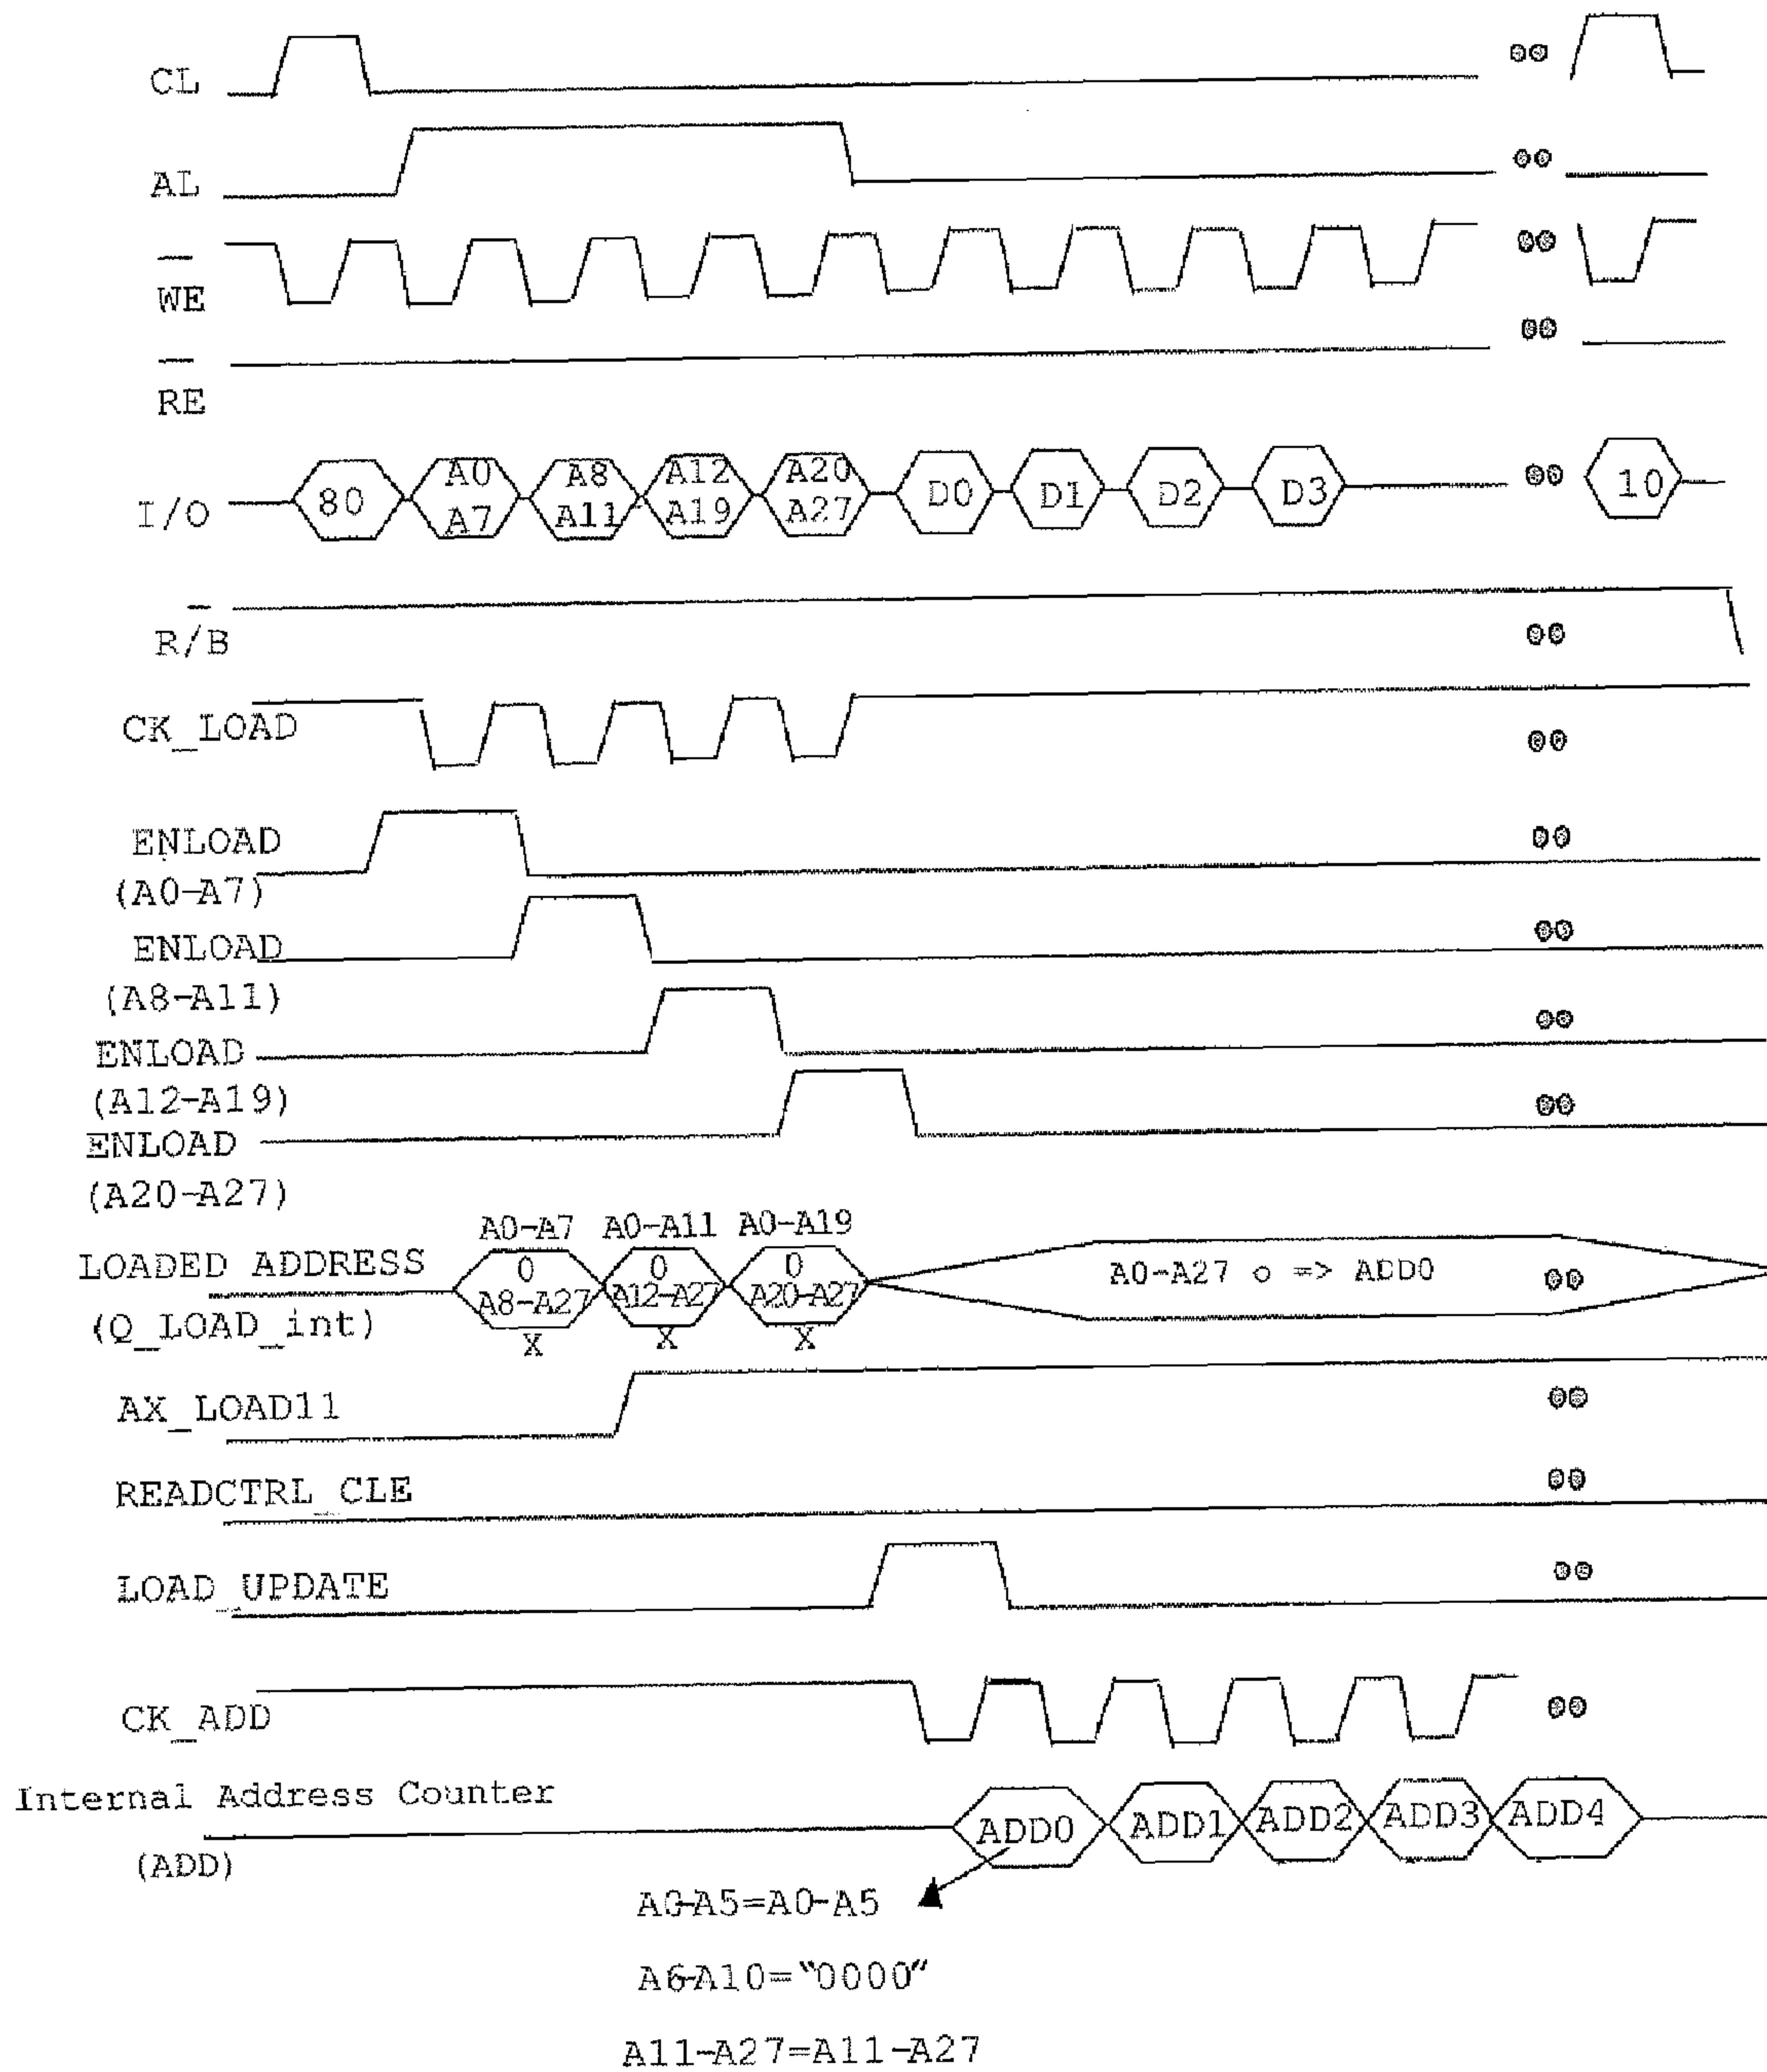 CL
AL
WE
RE
I/O 80 A0 A7 A8 A11 A12 A19 A20 A27 D0 D1 D2 D3 10
R/B
CK_LOAD
ENLOAD
(A0-A7)
ENLOAD
(A8-A11)
ENLOAD
(A12-A19)
ENLOAD
(A20-A27)
A0-A7 A0-A11 A0-A19
LOADED ADDRESS 0 0 0 A0-A27 o => ADD0
(Q_LOAD_int) A8-A27 A12-A27 A20-A27
X X X
AX_LOAD11
READCTRL_CLE
LOAD_UPDATE
CK_ADD
Internal Address Counter
(ADD) ADD0 ADD1 ADD2 ADD3 ADD4
A0-A5=A0-A5
A6-A10="0000"
A11-A27=A11-A27